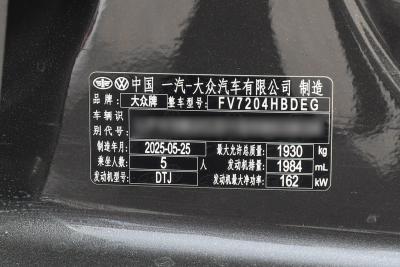 中国 一汽-大众汽车有限公司 制造
品牌: 大众牌 整车型号: FV7204HBDEG
车辆识
别代号
制造年月: 2025-05-25 最大允许总质量: 1930 kg
乘坐人数: 5 人 发动机排量: 1984 mL
发动机型号: DTJ 发动机最大净功率: 162 kW